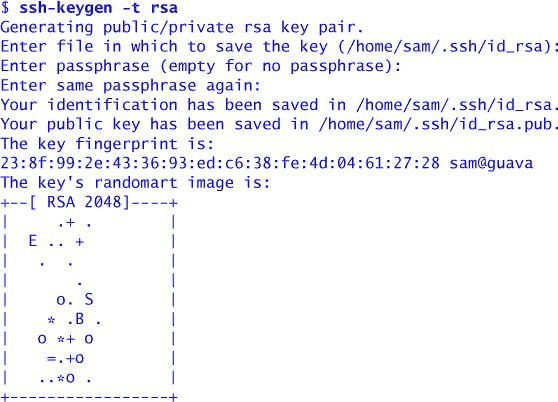 $ ssh-keygen -t rsa
Generating public/private rsa key pair.
Enter file in which to save the key (/home/sam/.ssh/id_rsa):
Enter passphrase (empty for no passphrase):
Enter same passphrase again:
Your identification has been saved in /home/sam/.ssh/id_rsa.
Your public key has been saved in /home/sam/.ssh/id_rsa.pub.
The key fingerprint is:
23:8f:99:2e:43:36:93:ed:c6:38:fe:4d:04:61:27:28 sam@guava
The key's randomart image is:
+--[ RSA 2048]----+
|     .+ .        |
|  E .. +         |
|   .  .          |
|       .         |
|     o. S        |
|    * .B .       |
|   o *+ o        |
|    =.+o         |
|   ..*o .        |
+-----------------+